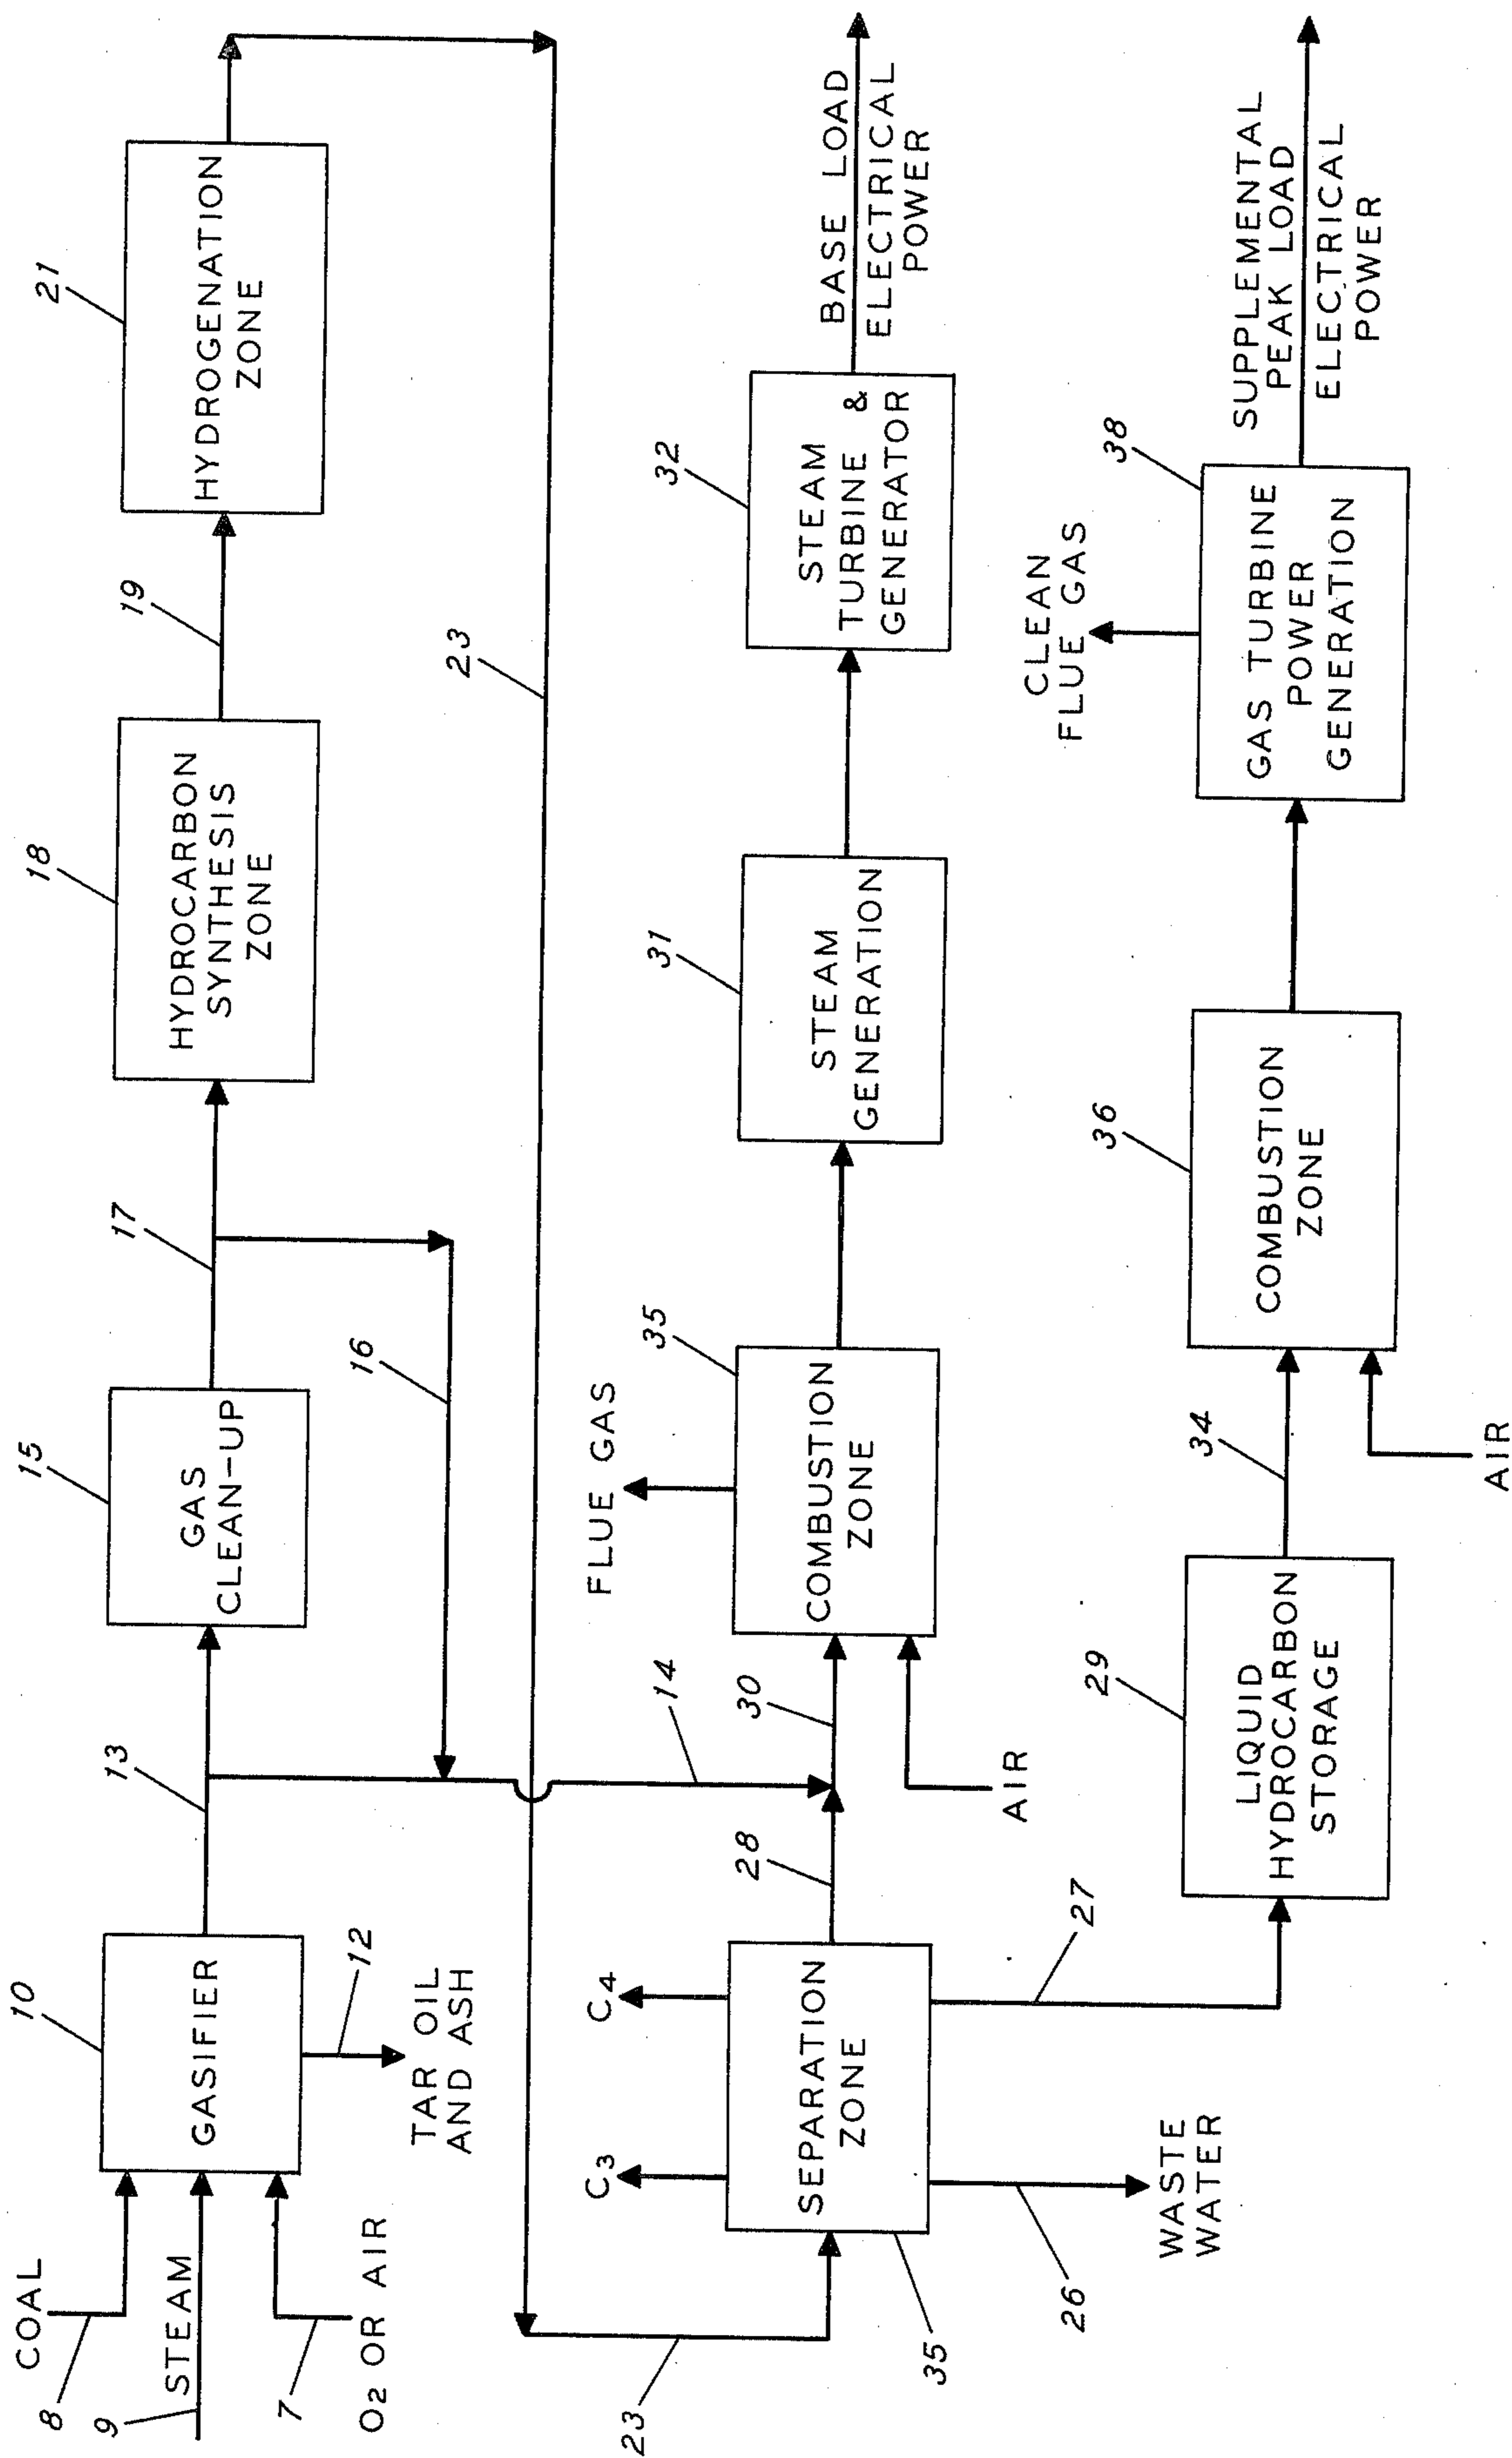 COAL
8
STEAM
9
7
O2 OR AIR
10
GASIFIER
12
TAR OIL
AND ASH
13
15
GAS
CLEAN-UP
17
16
18
HYDROCARBON
SYNTHESIS
ZONE
19
21
HYDROGENATION
ZONE
23
23
C3
C4
SEPARATION
ZONE
35
26
WASTE
WATER
27
28
14
30
AIR
FLUE GAS
35
COMBUSTION
ZONE
31
STEAM
GENERATION
32
STEAM
TURBINE &
GENERATOR
BASE LOAD
ELECTRICAL
POWER
29
LIQUID
HYDROCARBON
STORAGE
34
AIR
36
COMBUSTION
ZONE
CLEAN
FLUE GAS
38
GAS TURBINE
POWER
GENERATION
SUPPLEMENTAL
PEAK LOAD
ELECTRICAL
POWER